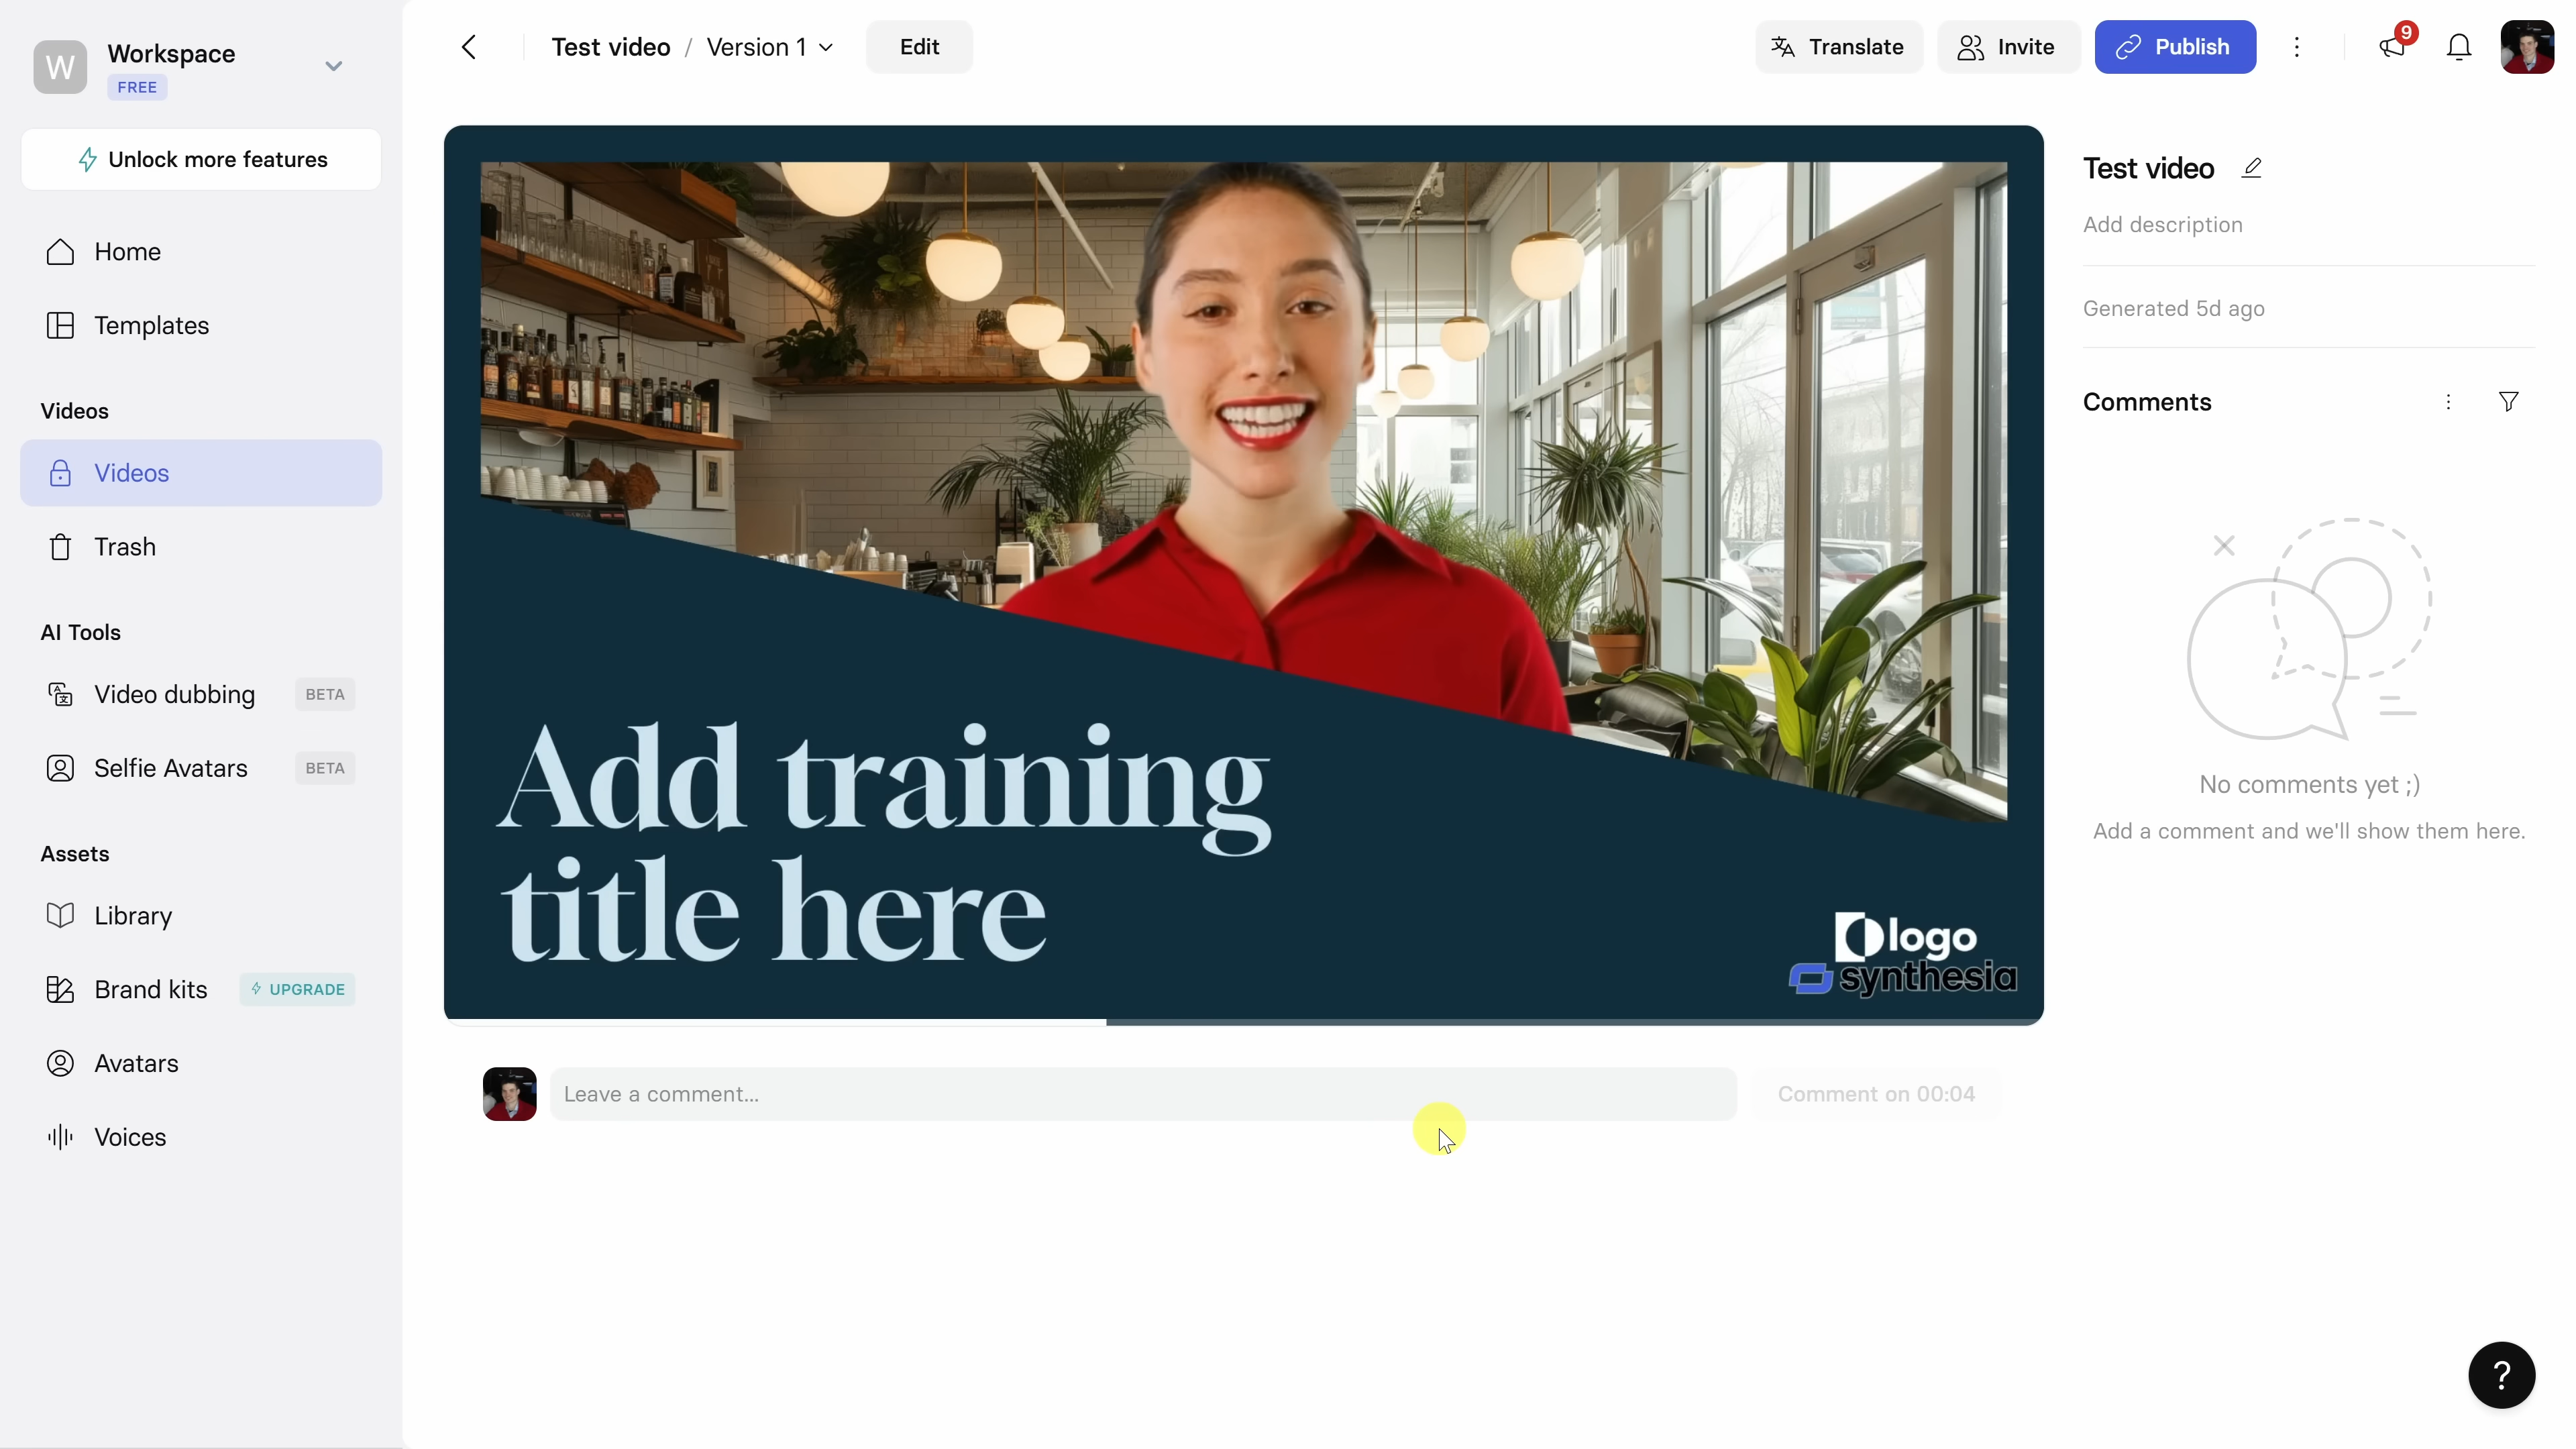 W
Workspace
FREE
Unlock more features
Home
Templates
Videos
Videos
Trash
AI Tools
Video dubbing BETA
Selfie Avatars BETA
Assets
Library
Brand kits UPGRADE
Avatars
Voices
Test video / Version 1
Edit
Translate
Invite
Publish
9
Add training
title here
logo
synthesia
Leave a comment...
Comment on 00:04
Test video
Add description
Generated 5d ago
Comments
No comments yet ;)
Add a comment and we'll show them here.
?